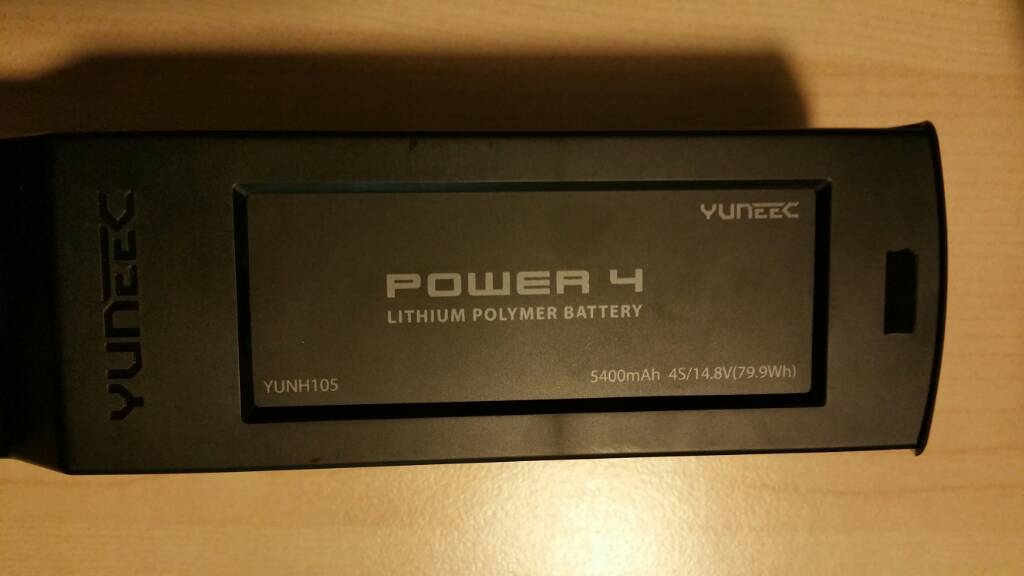 YUNEEC
YUNEEC
POWER 4
LITHIUM POLYMER BATTERY
YUNH105
5400mAh 4S/14.8V(79.9Wh)